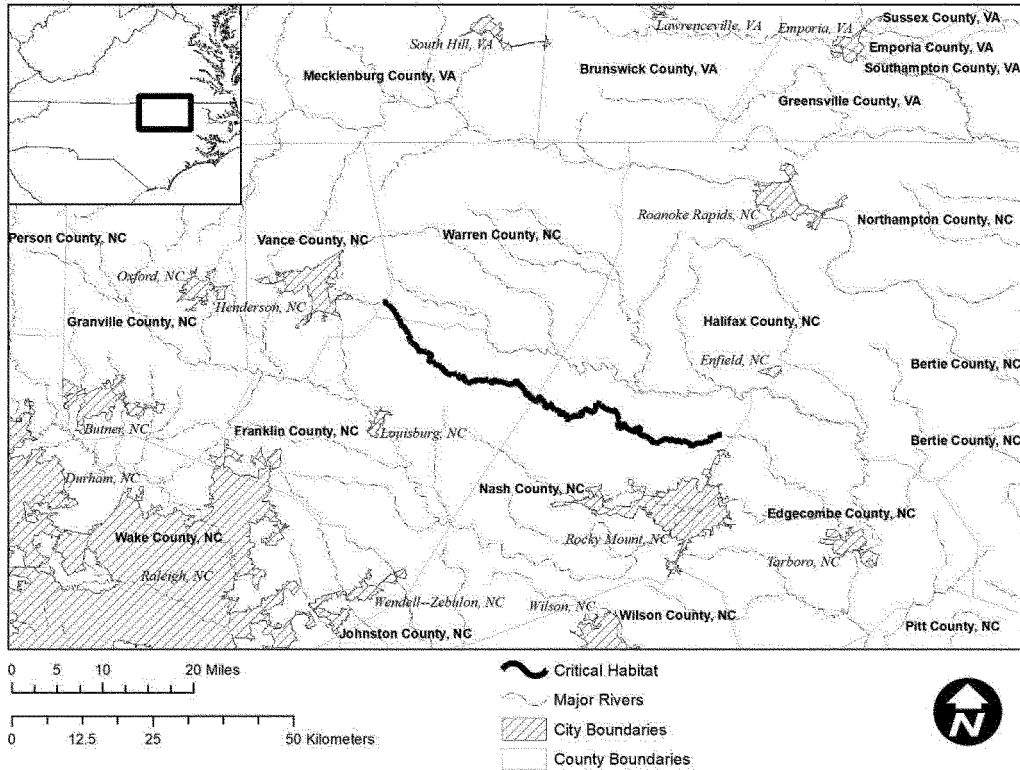 Sussex County, VA
Lawrenceville, VA
Emporia, VA
South Hill, VA
Emporia County, VA
Mecklenburg County, VA
Brunswick County, VA
Southampton County, VA
Greensville County, VA
Roanoke Rapids, NC
Northampton County, NC
Person County, NC
Vance County, NC
Warren County, NC
Oxford, NC
Henderson, NC
Granville County, NC
Halifax County, NC
Enfield, NC
Bertie County, NC
Butner, NC
Franklin County, NC
Louisburg, NC
Bertie County, NC
Durham, NC
Nash County, NC
Edgecombe County, NC
Wake County, NC
Rocky Mount, NC
Tarboro, NC
Raleigh, NC
Wendell--Zebulon, NC
Wilson, NC
Wilson County, NC
Johnston County, NC
Pitt County, NC
0 5 10 20 Miles
0 12.5 25 50 Kilometers
Critical Habitat
Major Rivers
City Boundaries
County Boundaries
N